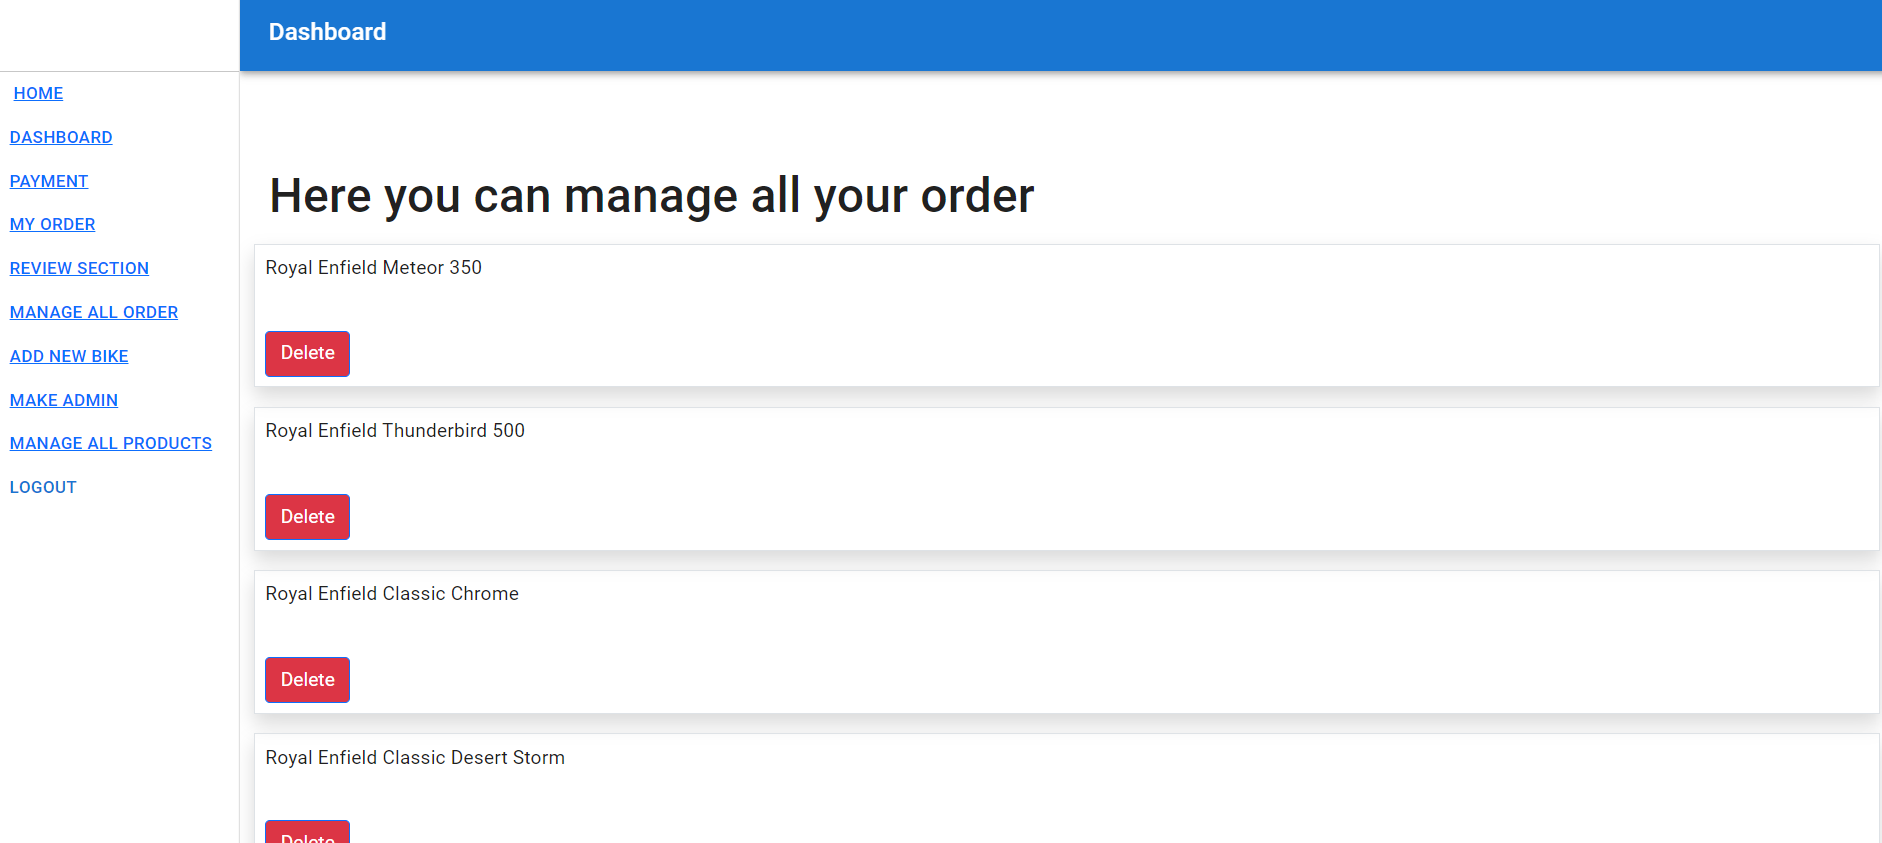 Dashboard
HOME
DASHBOARD
PAYMENT
MY ORDER
REVIEW SECTION
MANAGE ALL ORDER
ADD NEW BIKE
MAKE ADMIN
MANAGE ALL PRODUCTS
LOGOUT
Here you can manage all your order
Royal Enfield Meteor 350
Delete
Royal Enfield Thunderbird 500
Delete
Royal Enfield Classic Chrome
Delete
Royal Enfield Classic Desert Storm
Delete